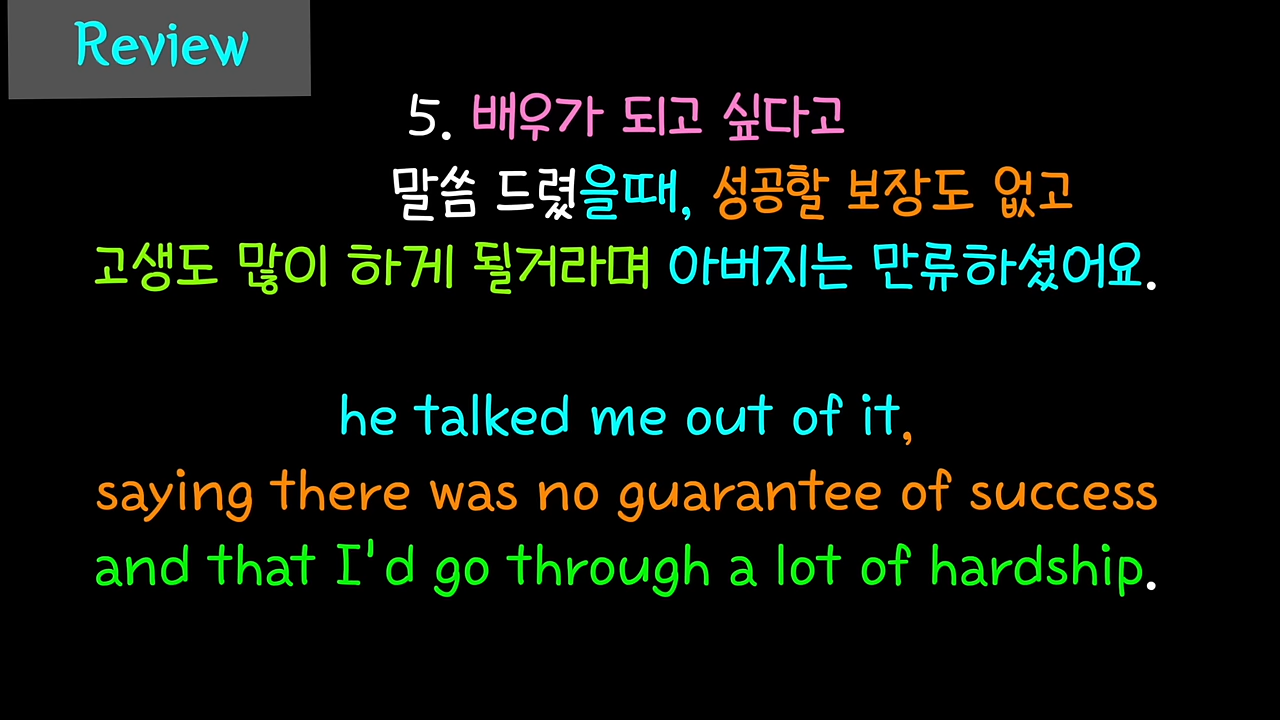 Review
5. 배우가 되고 싶다고
말씀 드렸을때, 성공할 보장도 없고
고생도 많이 하게 될거라며 아버지는 만류하셨어요.
he talked me out of it,
saying there was no guarantee of success
and that I'd go through a lot of hardship.